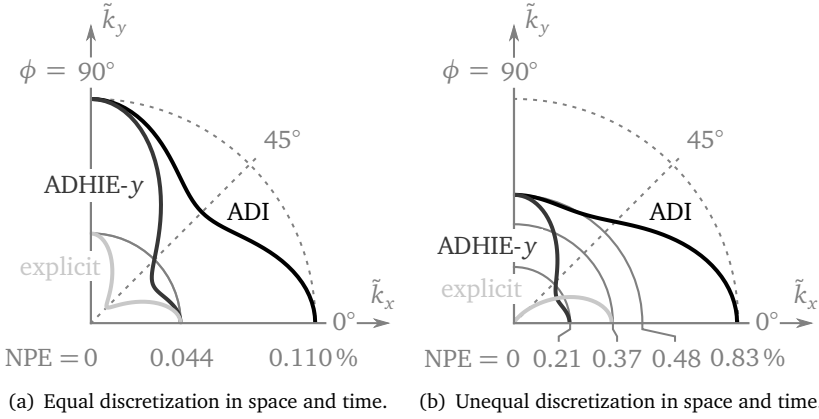 k̃y
ϕ = 90°
45°
ADHIE-y
ADI
explicit
k̃x
0°
NPE = 0 0.044 0.110%
(a) Equal discretization in space and time.
k̃y
ϕ = 90°
45°
ADI
ADHIE-y
explicit
k̃x
0°
NPE = 0 0.21 0.37 0.48 0.83%
(b) Unequal discretization in space and time